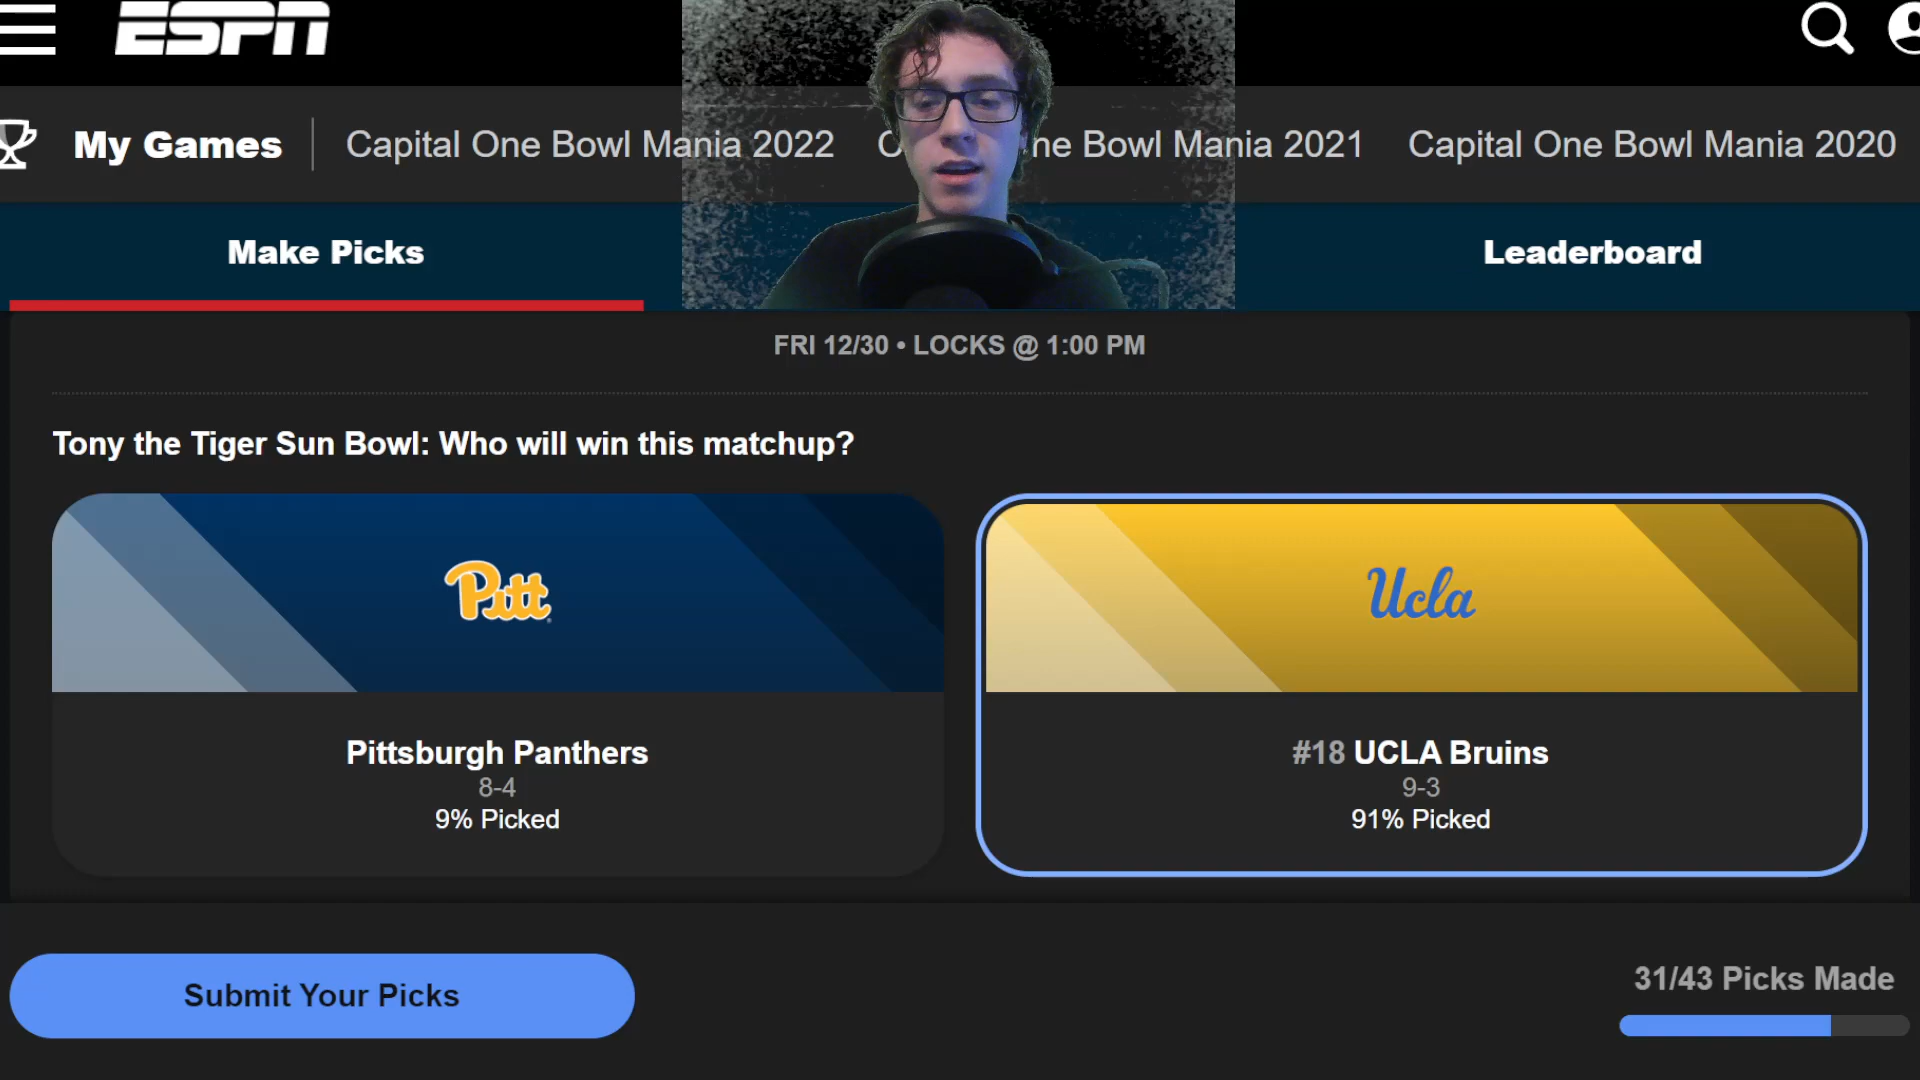 ESPN
My Games
Capital One Bowl Mania 2022
ne Bowl Mania 2021
Capital One Bowl Mania 2020
Make Picks
Leaderboard
FRI 12/30 • LOCKS @ 1:00 PM
Tony the Tiger Sun Bowl: Who will win this matchup?
Pitt
Ucla
Pittsburgh Panthers
8-4
9% Picked
#18 UCLA Bruins
9-3
91% Picked
Submit Your Picks
31/43 Picks Made